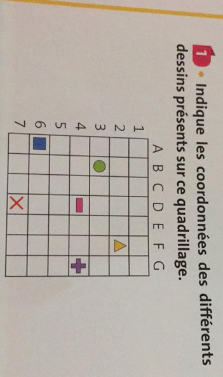 1 • Indique les coordonnées des différents
dessins présents sur ce quadrillage.
A B C D E F G
1
2
3
4
5
6
7